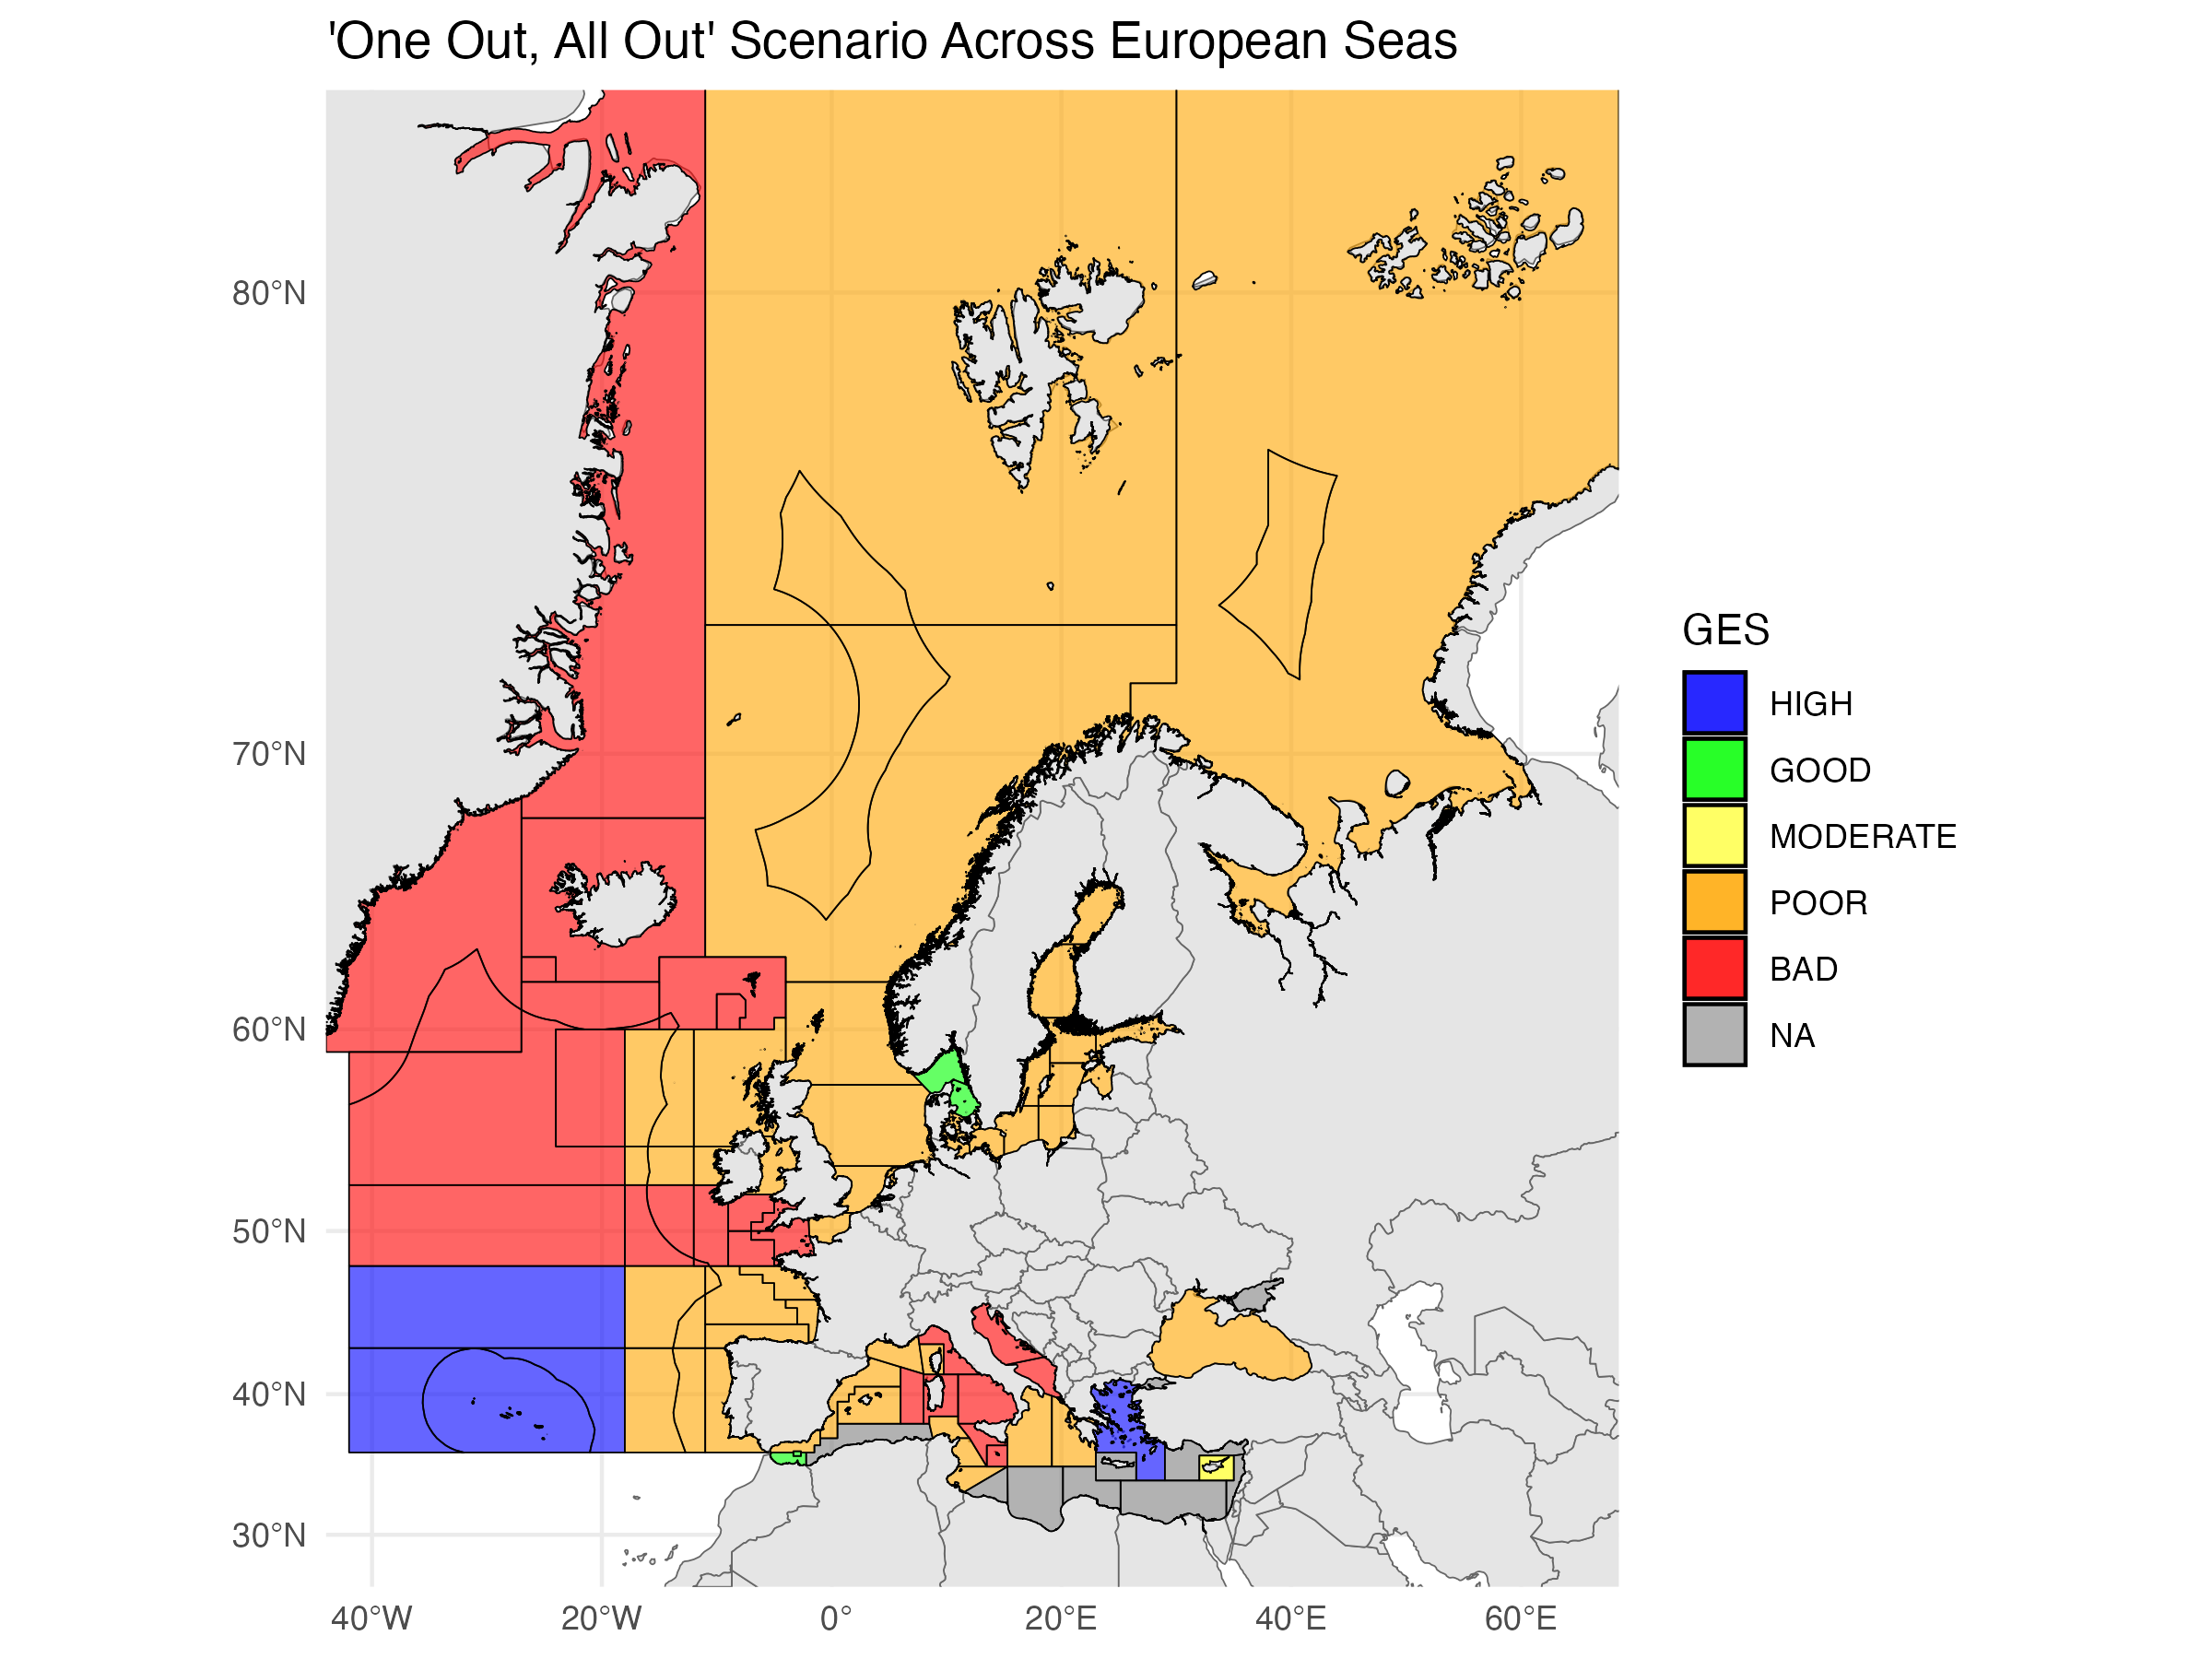 'One Out, All Out' Scenario Across European Seas
80°N
70°N
60°N
50°N
40°N
30°N
40°W
20°W
0°
20°E
40°E
60°E
GES
HIGH
GOOD
MODERATE
POOR
BAD
NA